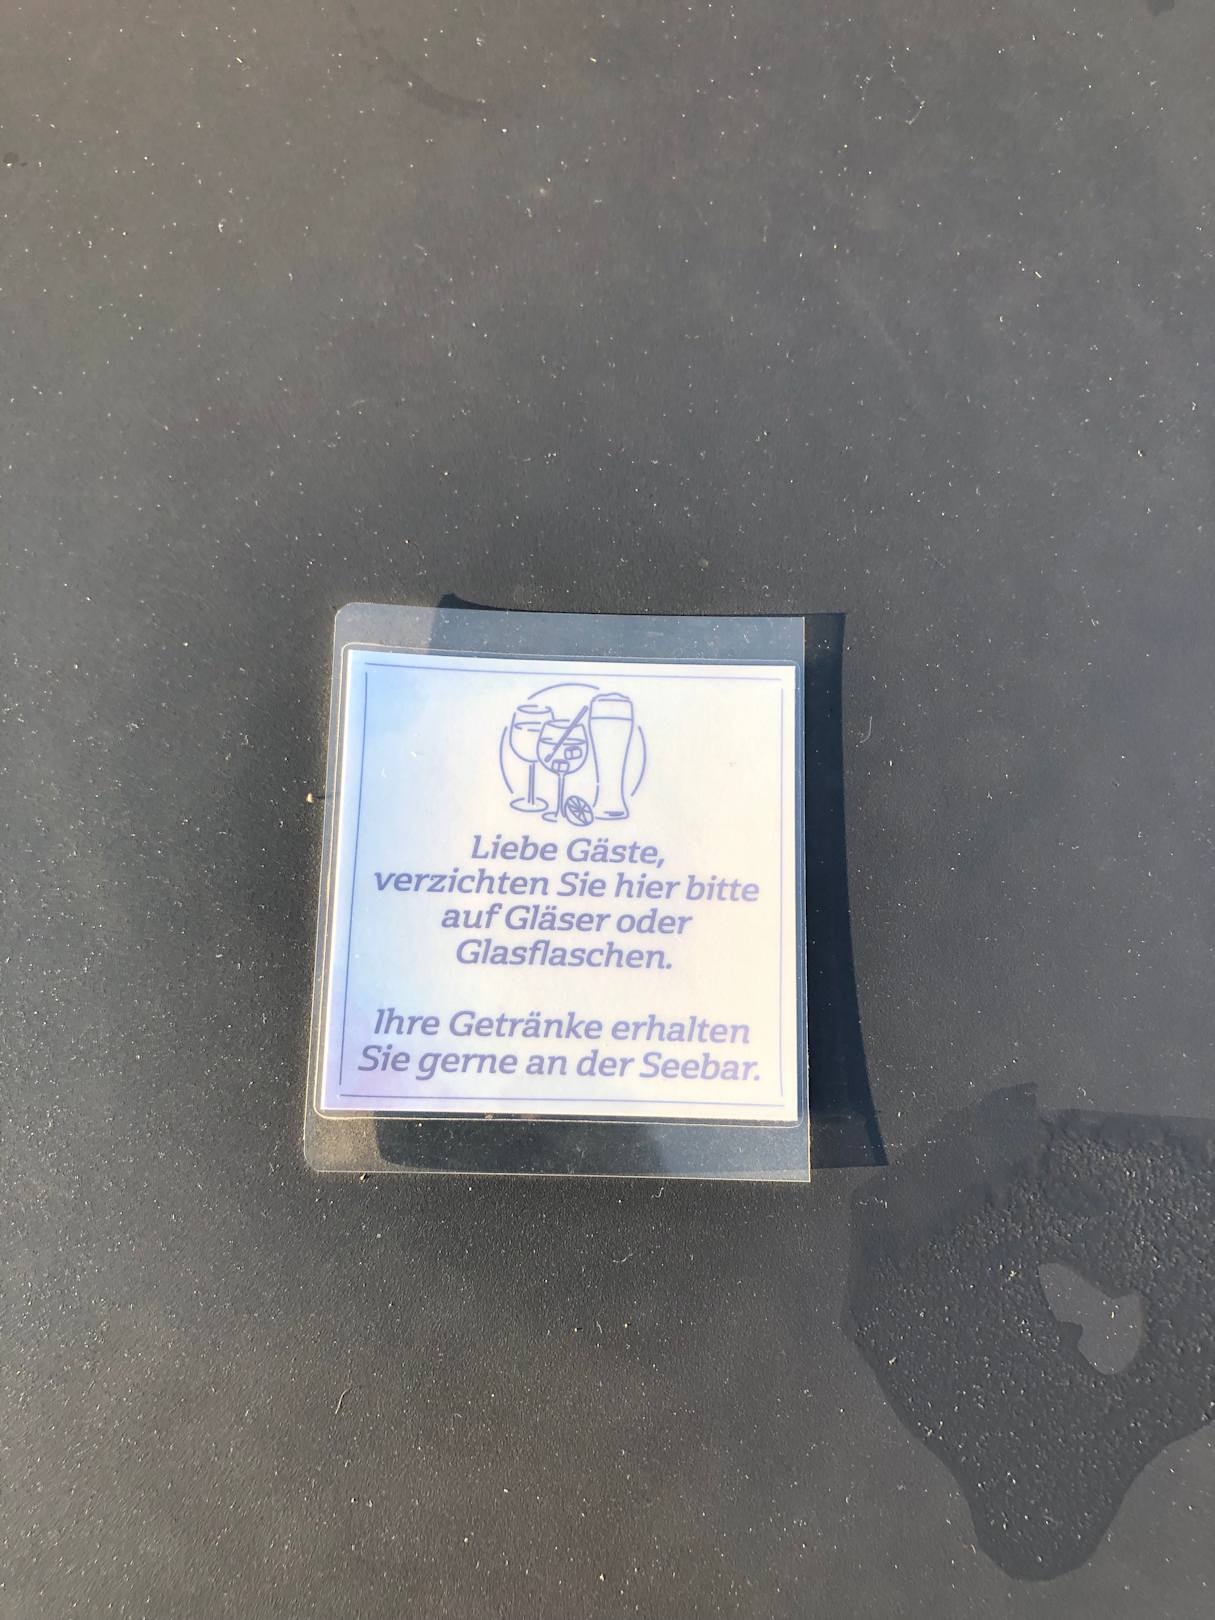 Liebe Gäste,
verzichten Sie hier bitte
auf Gläser oder
Glasflaschen.
Ihre Getränke erhalten
Sie gerne an der Seebar.